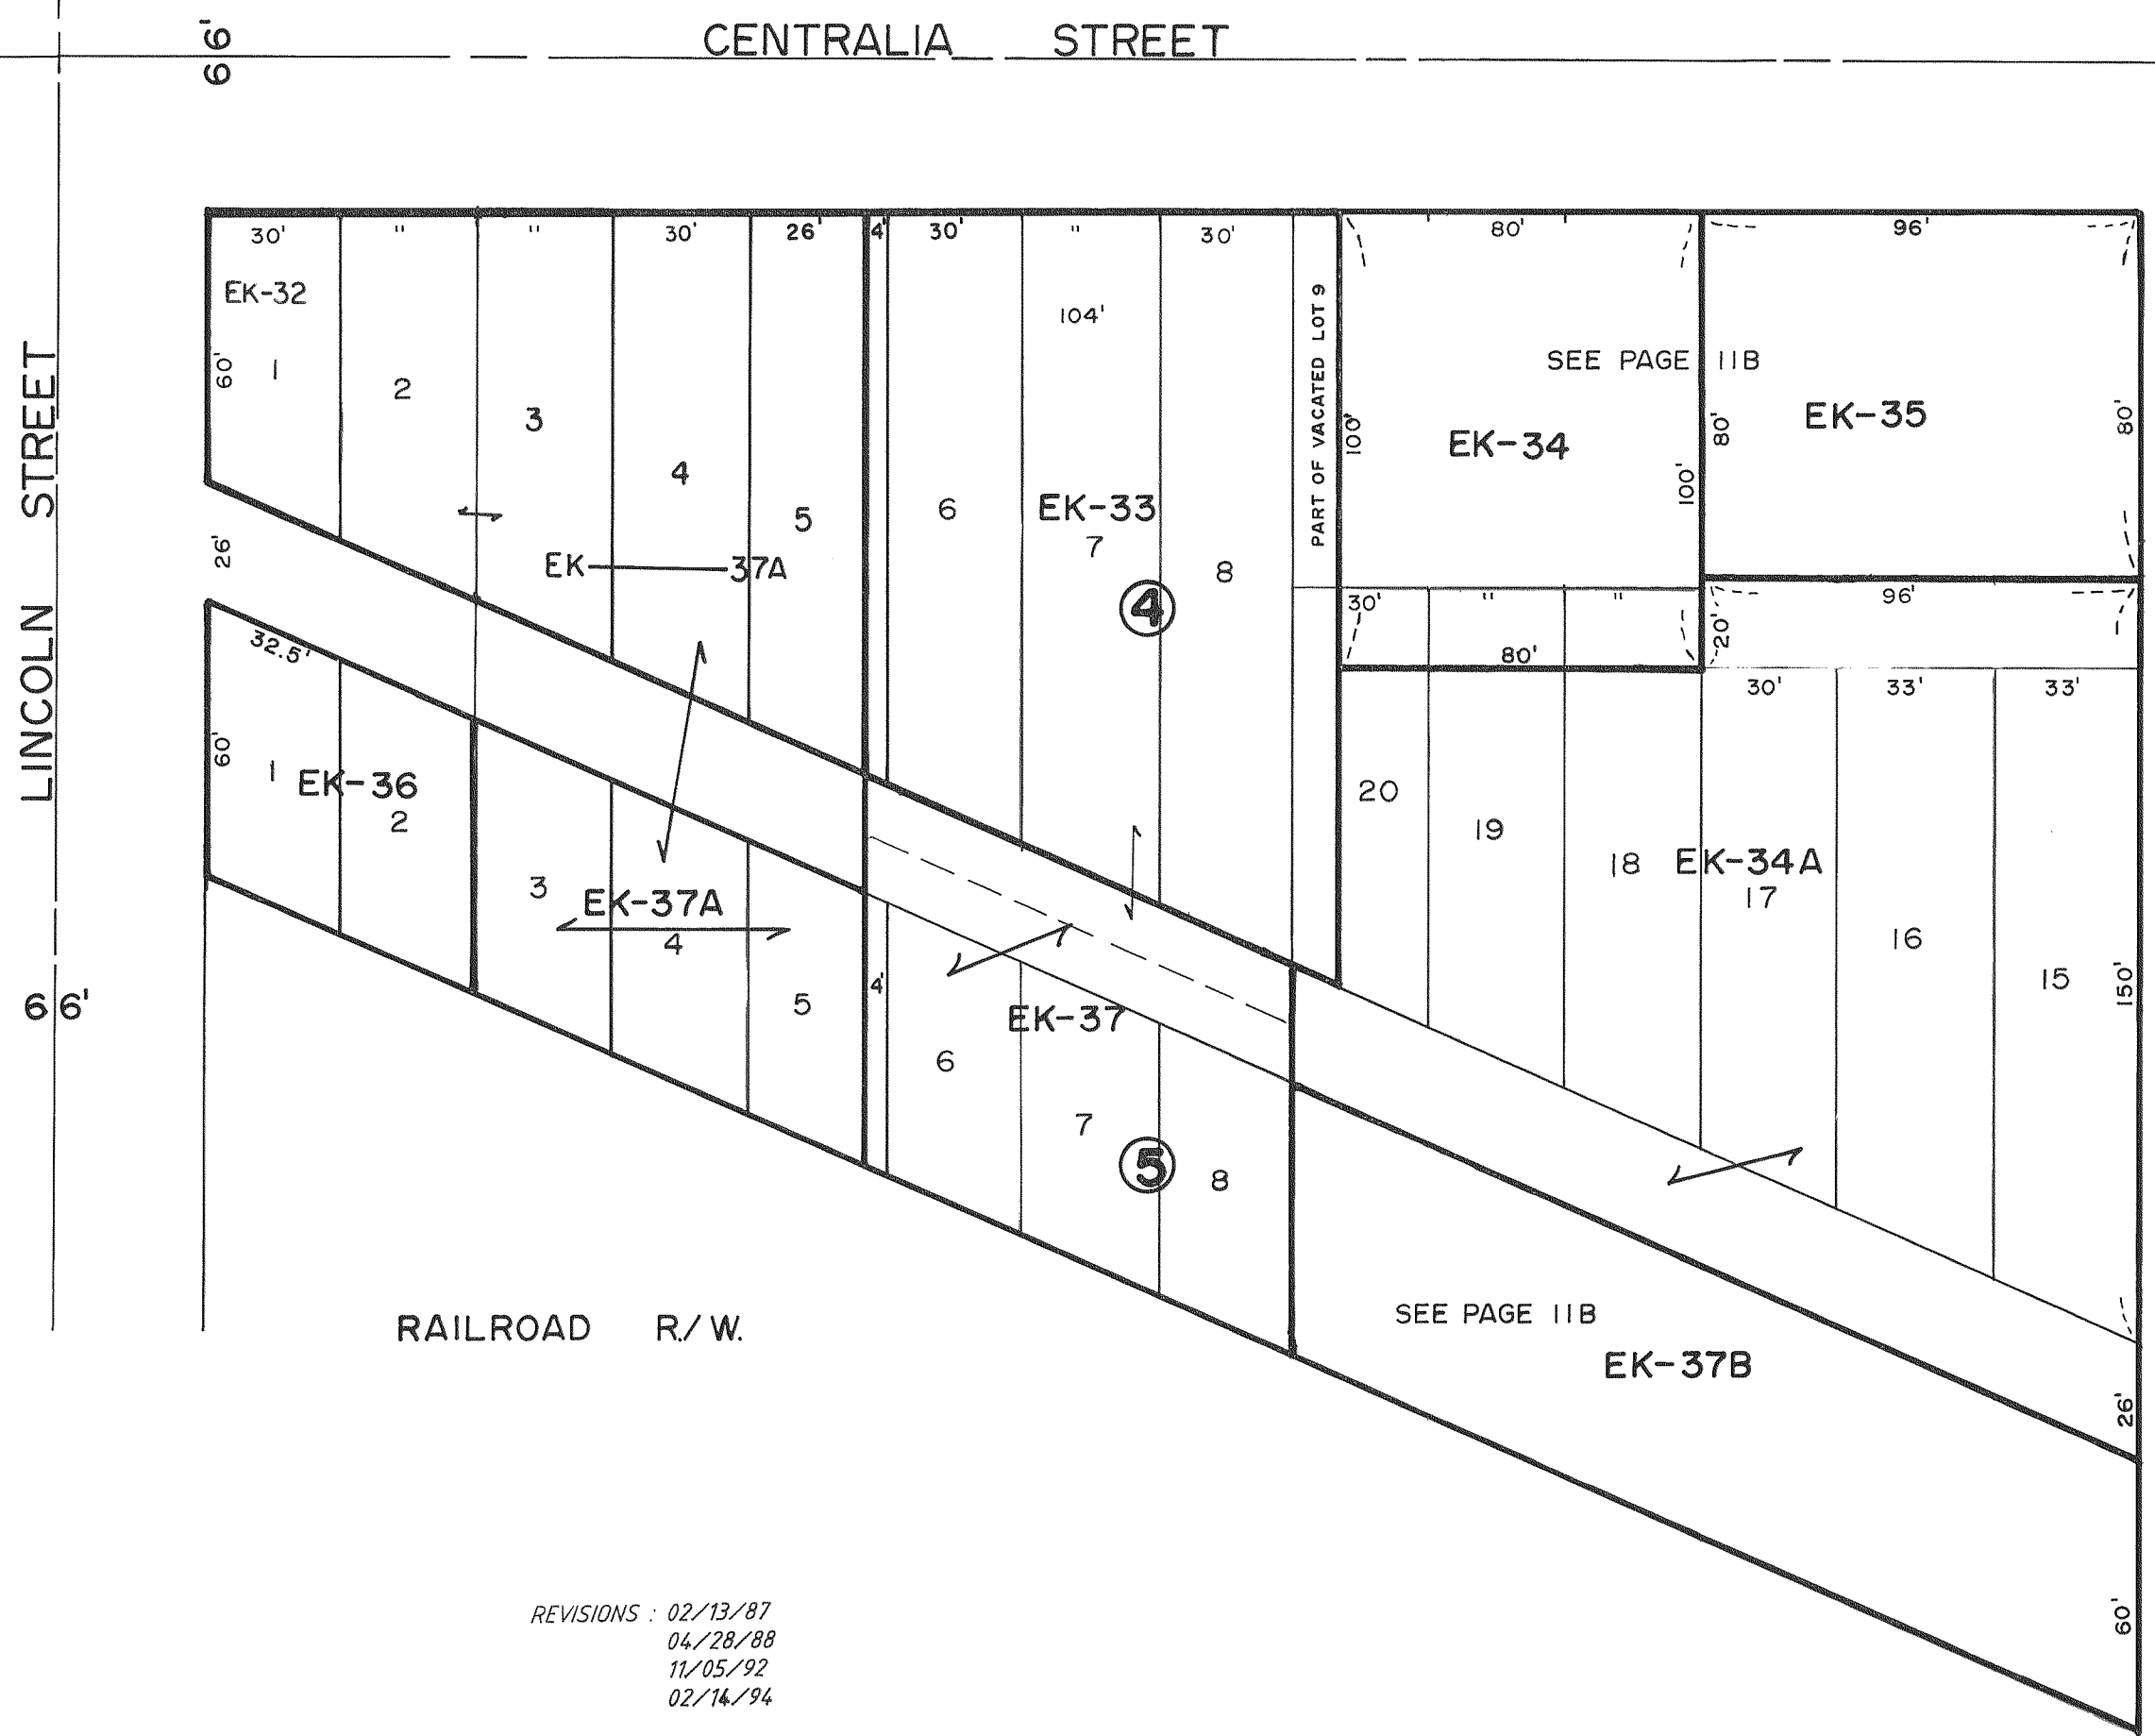 CENTRALIA STREET
66'
LINCOLN STREET
66'
30' " " 30' 26' 4' 30' " 30' 80' 96'
EK-32
104'
60' 1
2
3
4
5
6
EK-33
7
8
EK 37A
④
PART OF VACATED LOT 9
100'
SEE PAGE 11B
EK-34
100'
80'
EK-35
80'
30' " " 96'
20'
80'
30' 33' 33'
26'
32.5'
60'
1 EK-36
2
3
EK-37A
4
5
4'
6
EK-37
7
8
⑤
20
19
18 EK-34A
17
16
15
150'
SEE PAGE 11B
EK-37B
26'
60'
RAILROAD R./W.
REVISIONS : 02/13/87
04/28/88
11/05/92
02/14/94